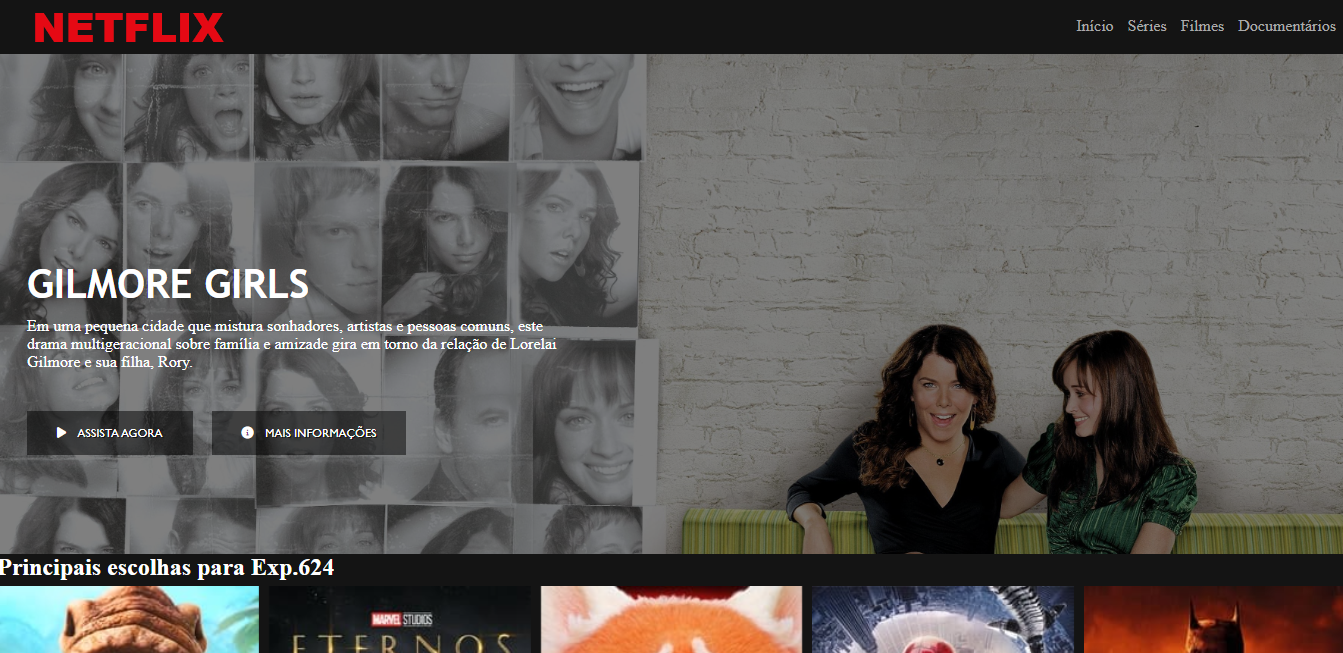 NETFLIX
Início Séries Filmes Documentários
GILMORE GIRLS
Em uma pequena cidade que mistura sonhadores, artistas e pessoas comuns, este
drama multigeracional sobre família e amizade gira em torno da relação de Lorelai
Gilmore e sua filha, Rory.
ASSISTA AGORA
MAIS INFORMAÇÕES
Principais escolhas para Exp.624
MARVEL STUDIOS
ETERNOS